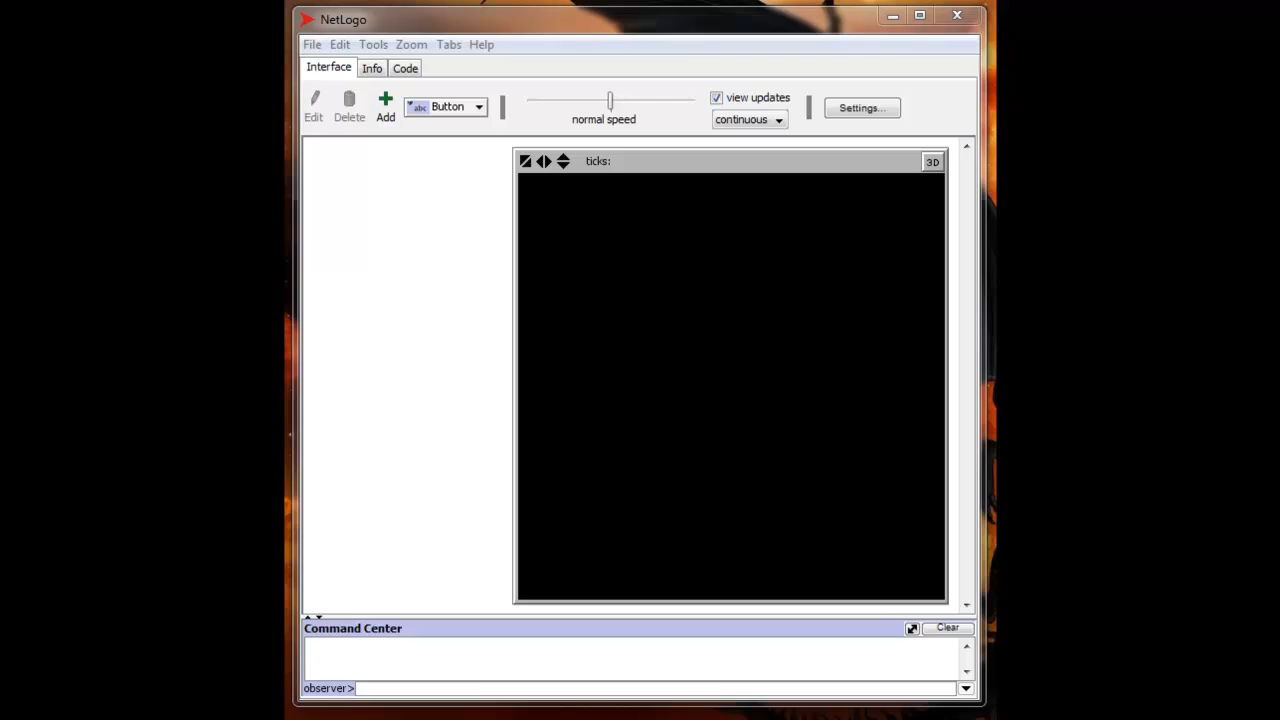 NetLogo
File Edit Tools Zoom Tabs Help
Interface Info Code
Edit Delete Add abc Button normal speed view updates continuous Settings...
ticks: 3D
Command Center Clear
observer>